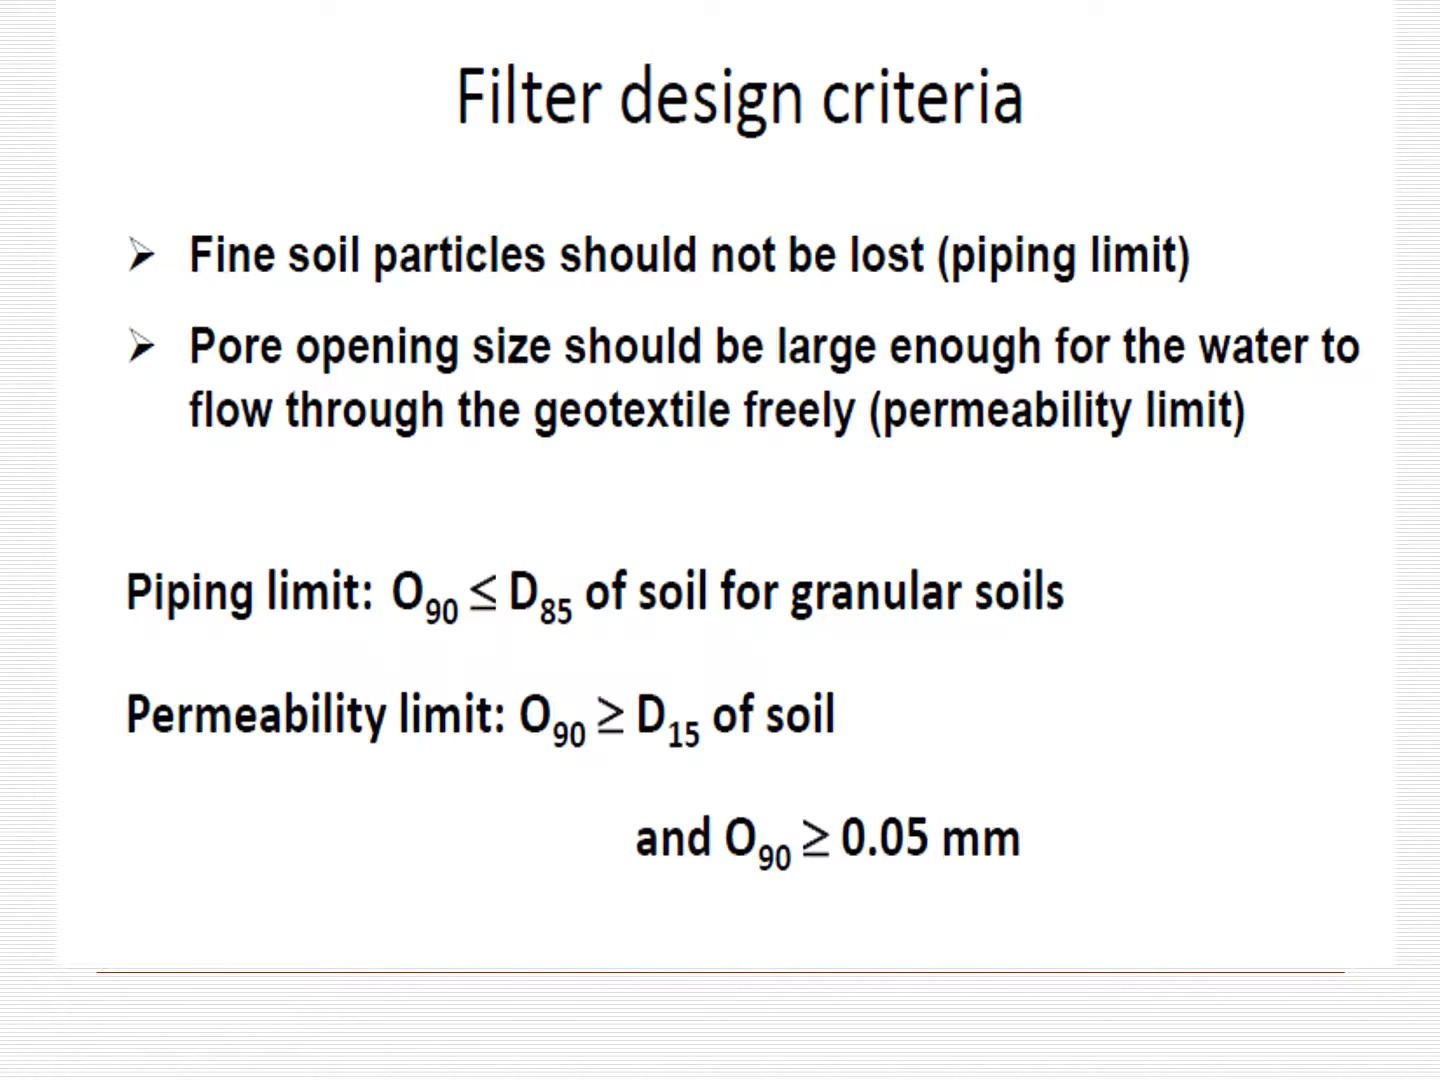 Filter design criteria
➢ Fine soil particles should not be lost (piping limit)
➢ Pore opening size should be large enough for the water to
flow through the geotextile freely (permeability limit)
Piping limit: O₉₀ ≤ D₈₅ of soil for granular soils
Permeability limit: O₉₀ ≥ D₁₅ of soil
and O₉₀ ≥ 0.05 mm